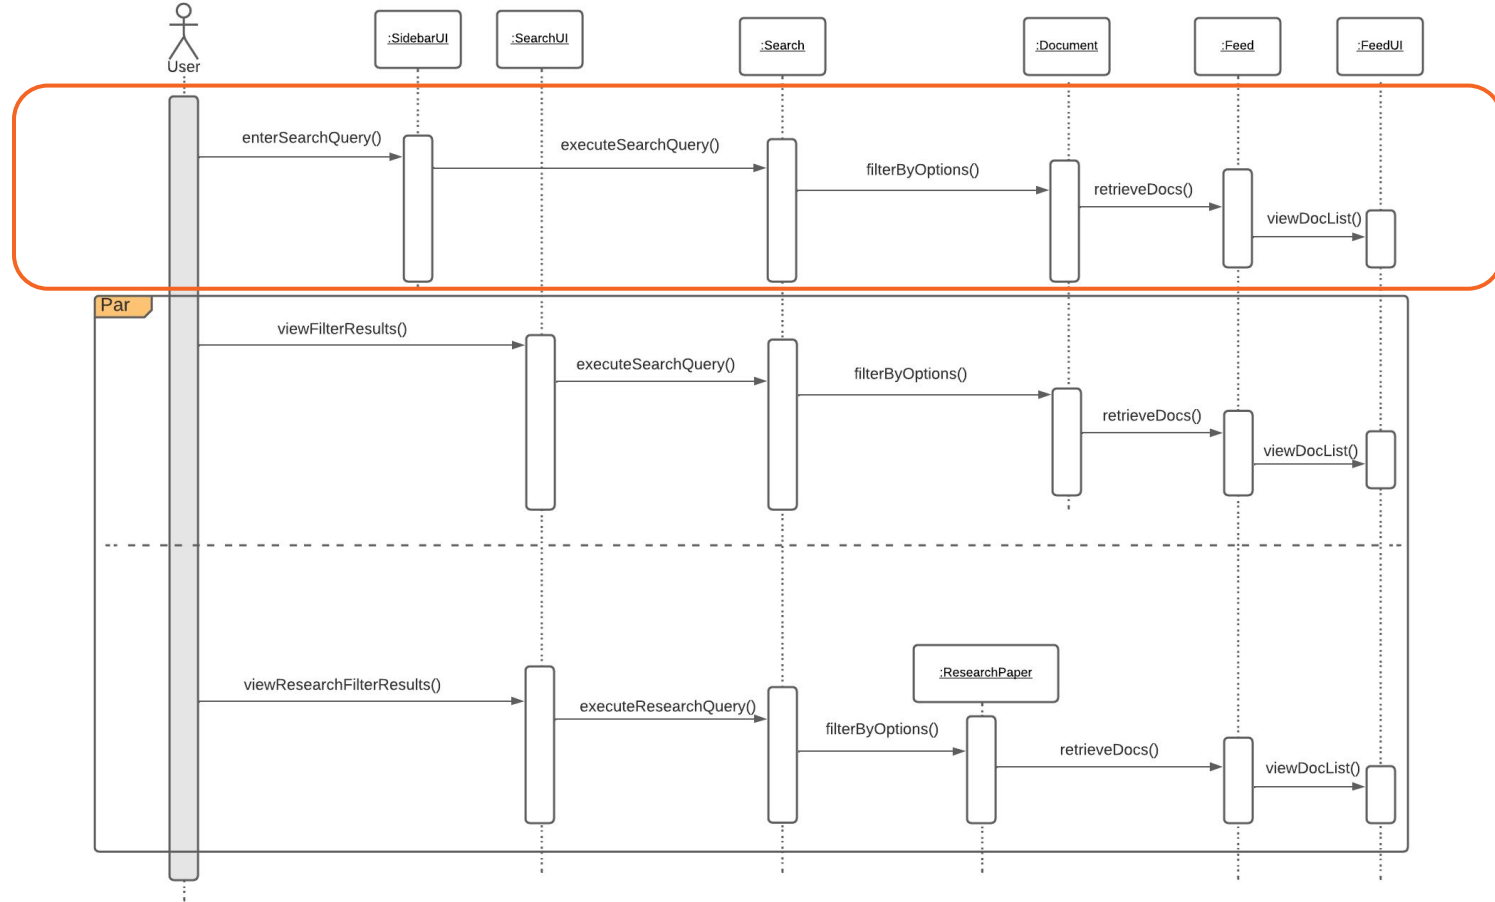 User
:SidebarUI
:SearchUI
:Search
:Document
:Feed
:FeedUI
enterSearchQuery()
executeSearchQuery()
filterByOptions()
retrieveDocs()
viewDocList()
Par
viewFilterResults()
executeSearchQuery()
filterByOptions()
retrieveDocs()
viewDocList()
:ResearchPaper
viewResearchFilterResults()
executeResearchQuery()
filterByOptions()
retrieveDocs()
viewDocList()